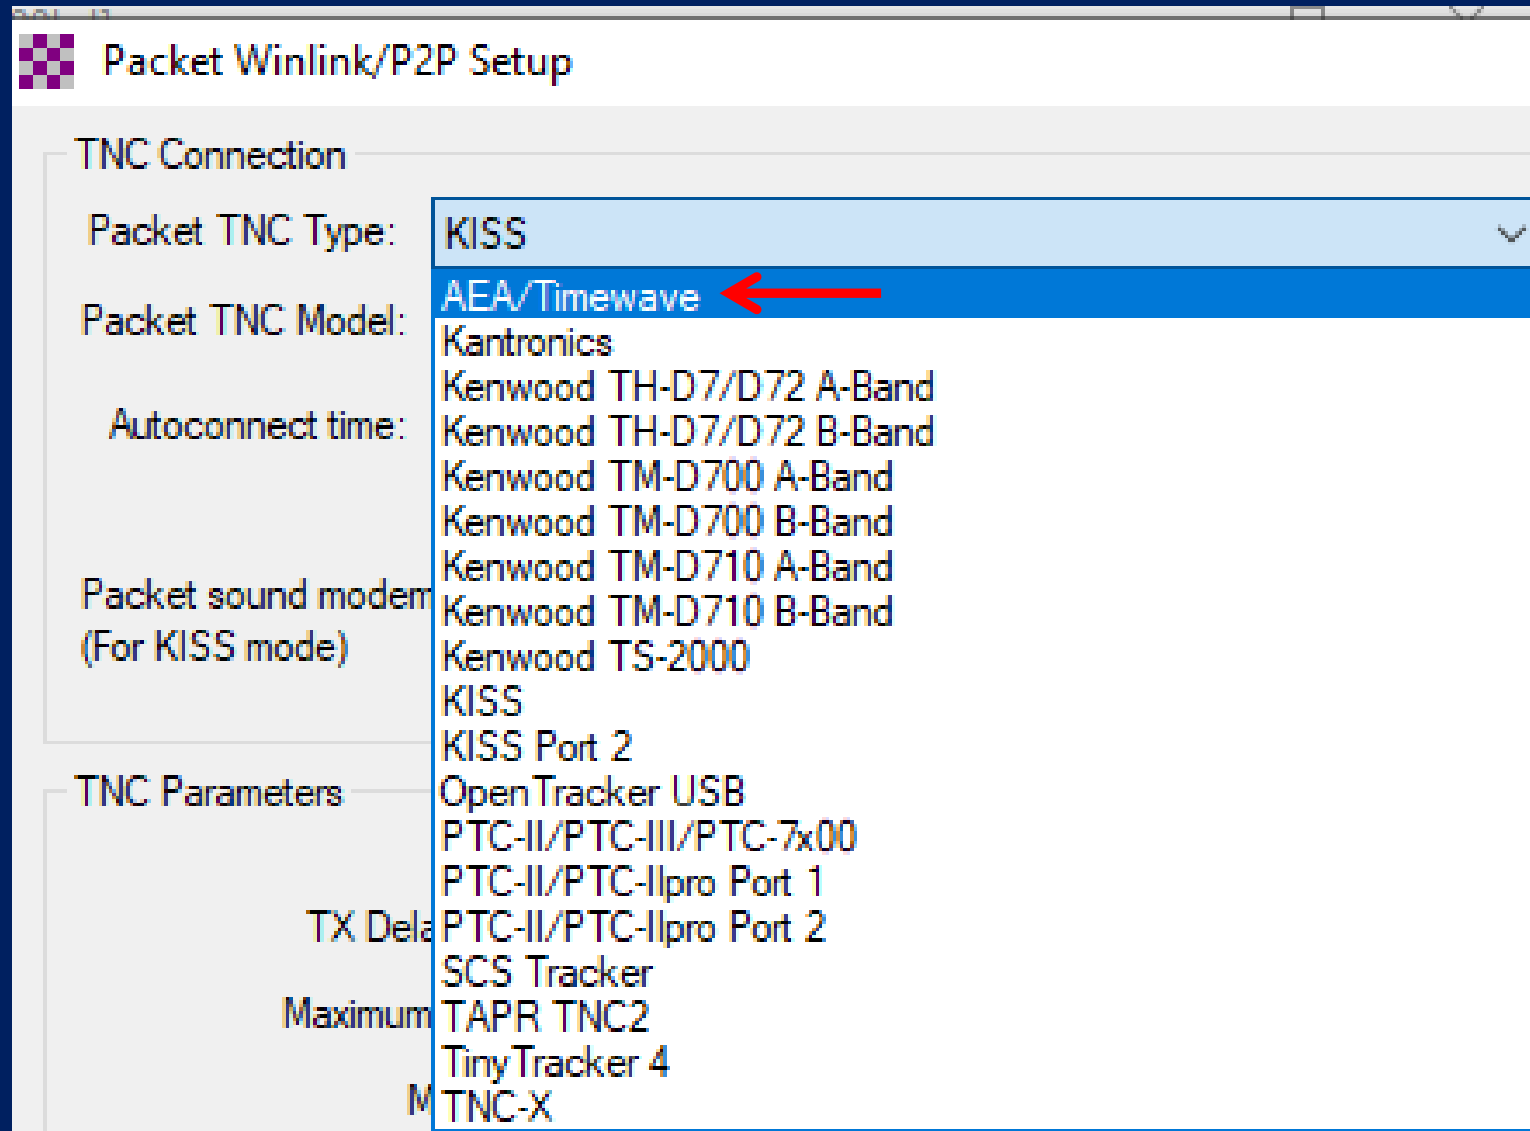 Packet Winlink/P2P Setup
TNC Connection
Packet TNC Type:
KISS
Packet TNC Model:
Autoconnect time:
Packet sound modem
(For KISS mode)
AEA/Timewave
Kantronics
Kenwood TH-D7/D72 A-Band
Kenwood TH-D7/D72 B-Band
Kenwood TM-D700 A-Band
Kenwood TM-D700 B-Band
Kenwood TM-D710 A-Band
Kenwood TM-D710 B-Band
Kenwood TS-2000
KISS
KISS Port 2
OpenTracker USB
PTC-II/PTC-III/PTC-7x00
PTC-II/PTC-IIpro Port 1
PTC-II/PTC-IIpro Port 2
SCS Tracker
TAPR TNC2
TinyTracker 4
TNC-X
TNC Parameters
TX Dela
Maximum
M